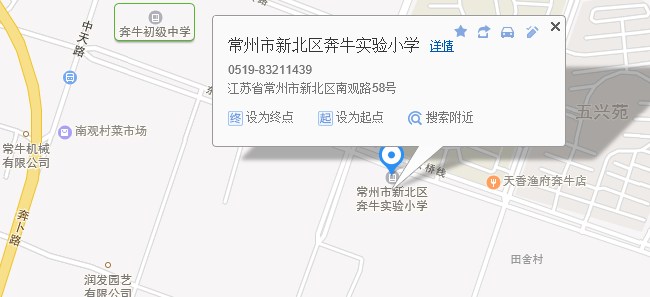 奔牛初级中学
中天路
常州市新北区奔牛实验小学 详情
0519-83211439
江苏省常州市新北区南观路58号
终 设为终点 起 设为起点 搜索附近
五兴苑
南观村菜市场
常牛机械
有限公司
桥线
天香渔府奔牛店
常州市新北区
奔牛实验小学
奔卜路
田舍村
润发园艺
有限公司